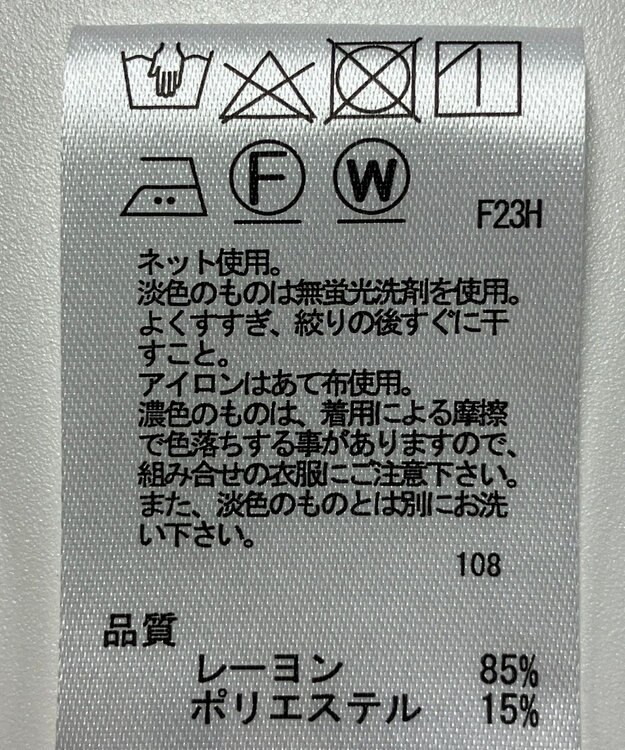 F W F23H
ネット使用。
淡色のものは無蛍光洗剤を使用。
よくすすぎ、絞りの後すぐに干
すこと。
アイロンはあて布使用。
濃色のものは、着用による摩擦
で色落ちする事がありますので、
組み合せの衣服にご注意下さい。
また、淡色のものとは別にお洗
い下さい。
108
品質
レーヨン 85%
ポリエステル 15%